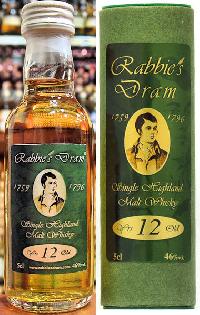 Rabbie's
Dram
1759 1796
Single Highland
Malt Whisky
Yrs 12 Old
5cl 46%vol
Rabbie's
Dram
1759 1796
Single Highland
Malt Whisky
Yrs 12 Old
5cl 46%